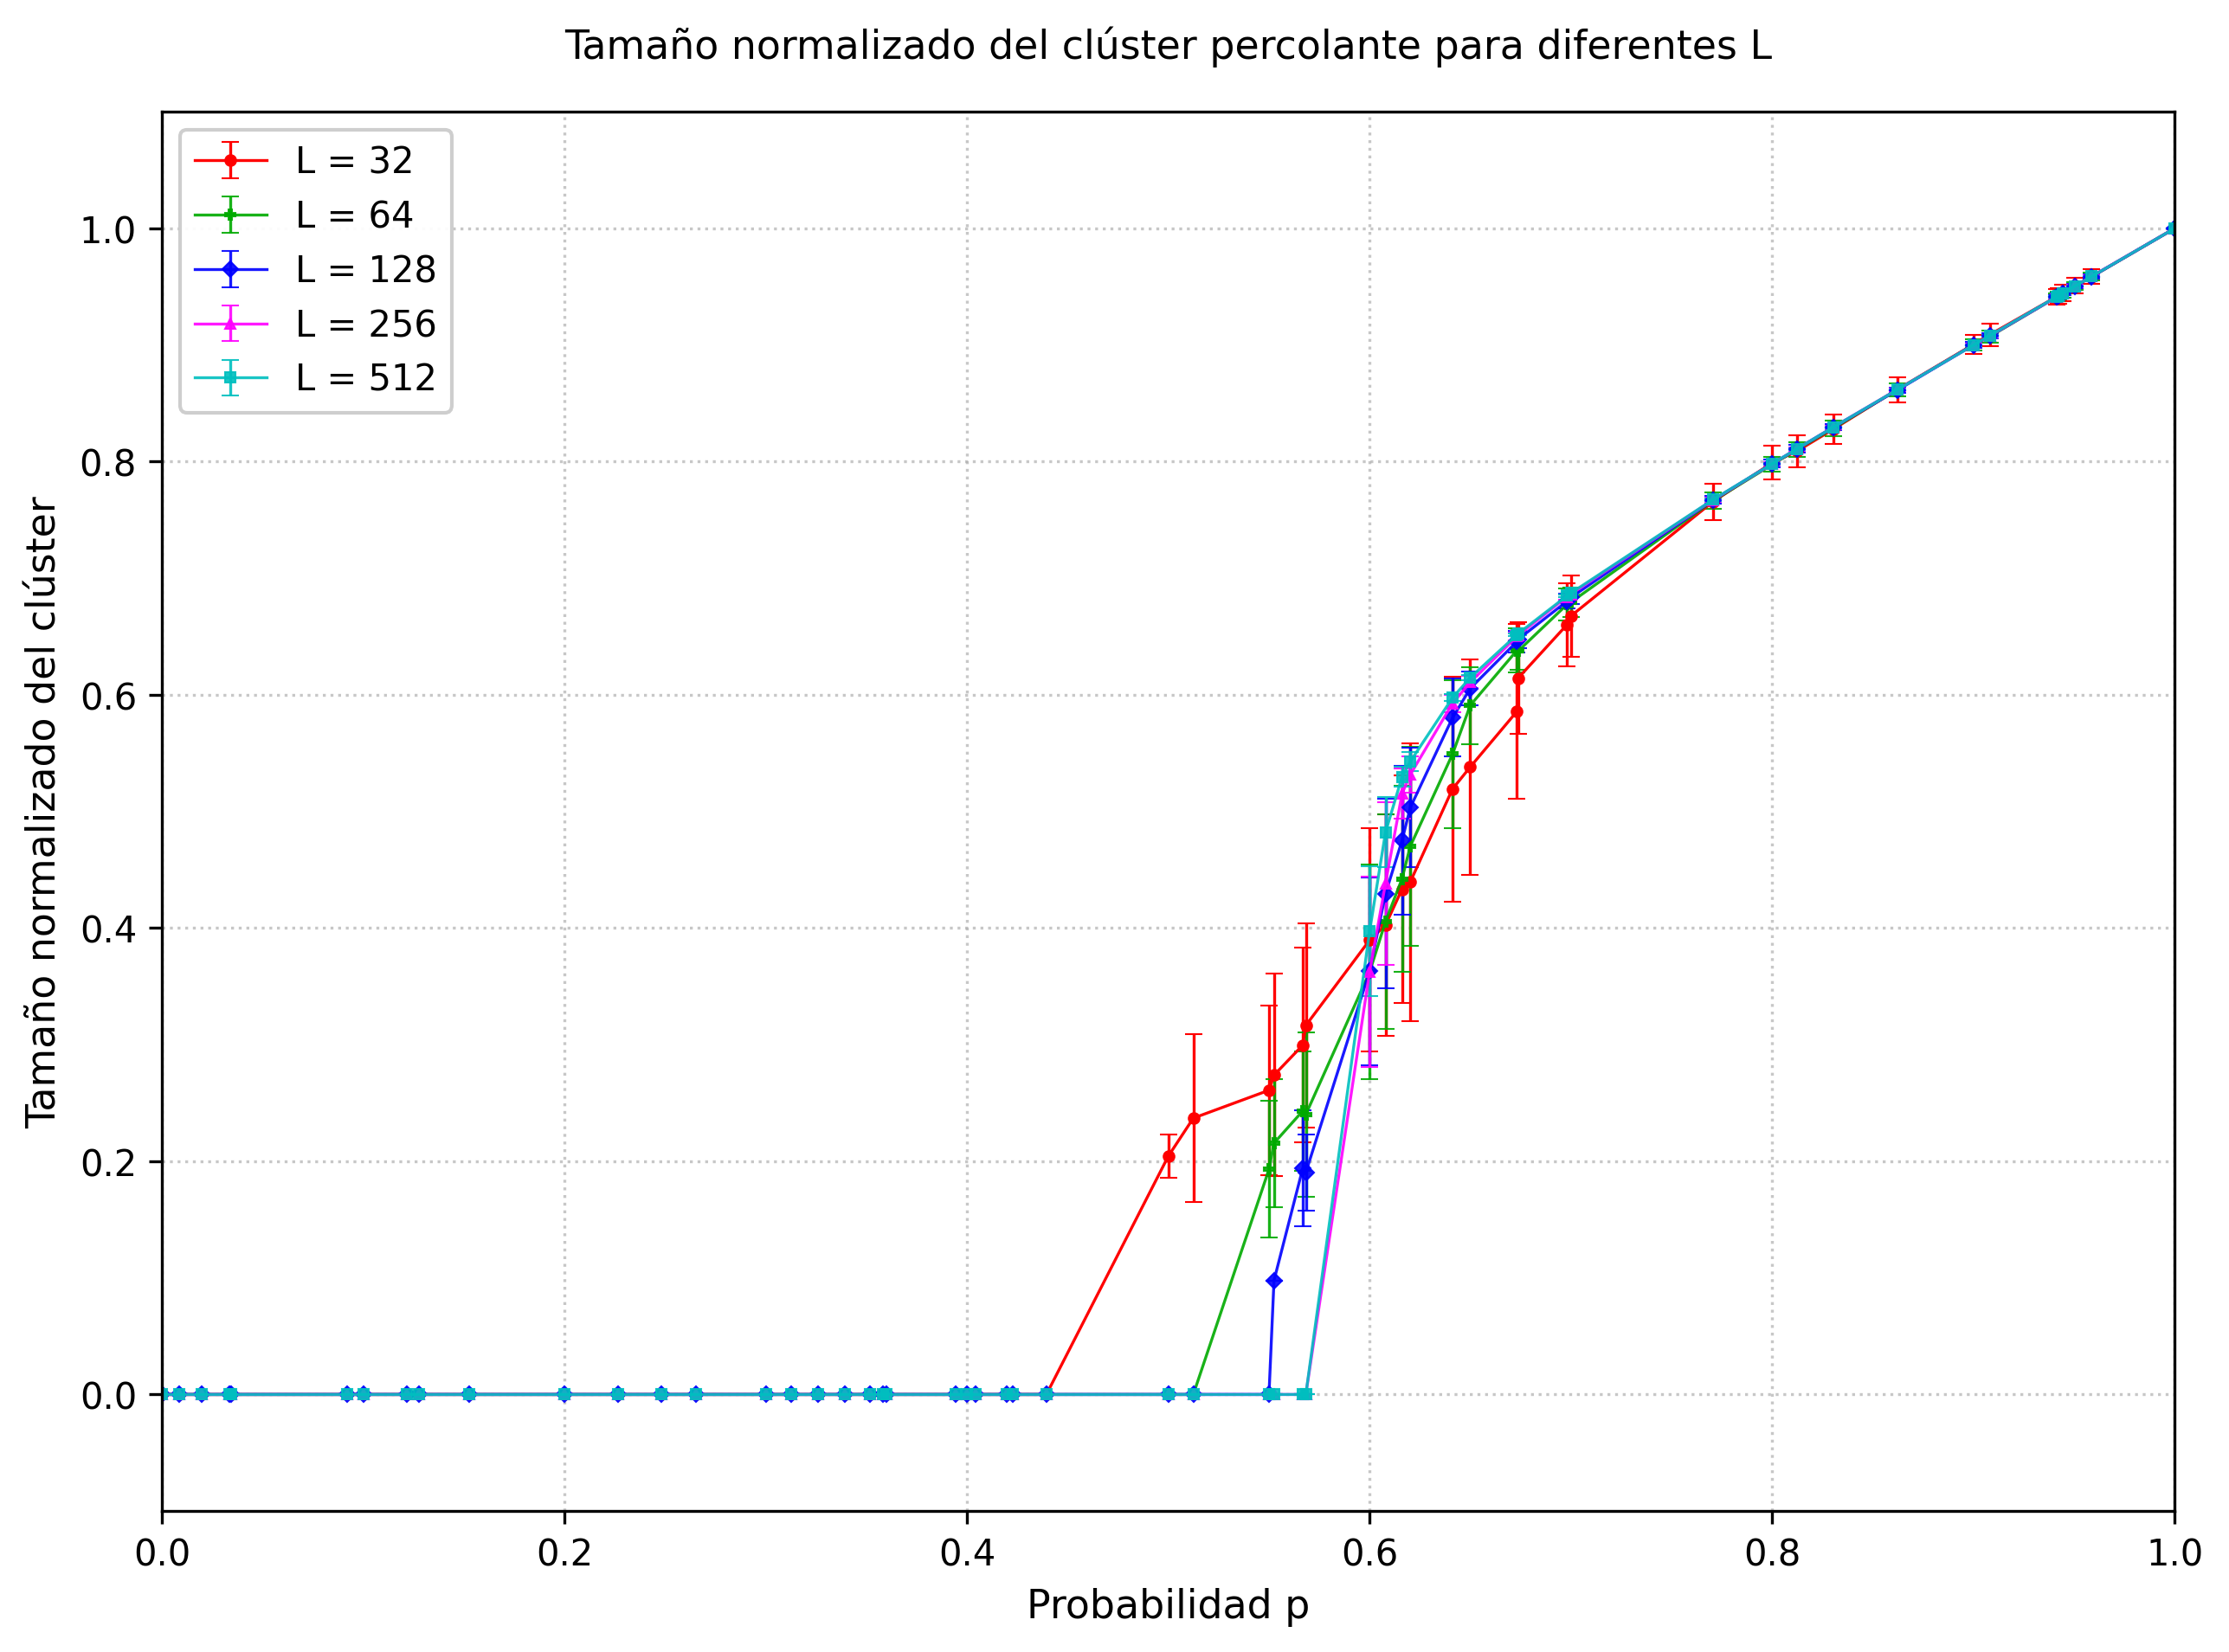 Tamaño normalizado del clúster percolante para diferentes L
L = 32
L = 64
L = 128
L = 256
L = 512
Tamaño normalizado del clúster
1.0
0.8
0.6
0.4
0.2
0.0
0.0 0.2 0.4 0.6 0.8 1.0
Probabilidad p